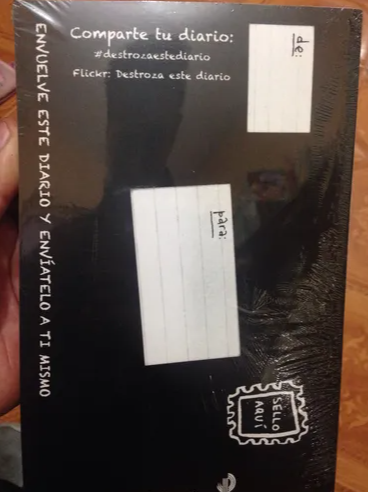 Comparte tu diario:
#destrozaestediario
Flickr: Destroza este diario
ENVUELVE ESTE DIARIO Y ENVÍATELO A TI MISMO
de:
para:
SELLO
AQUÍ